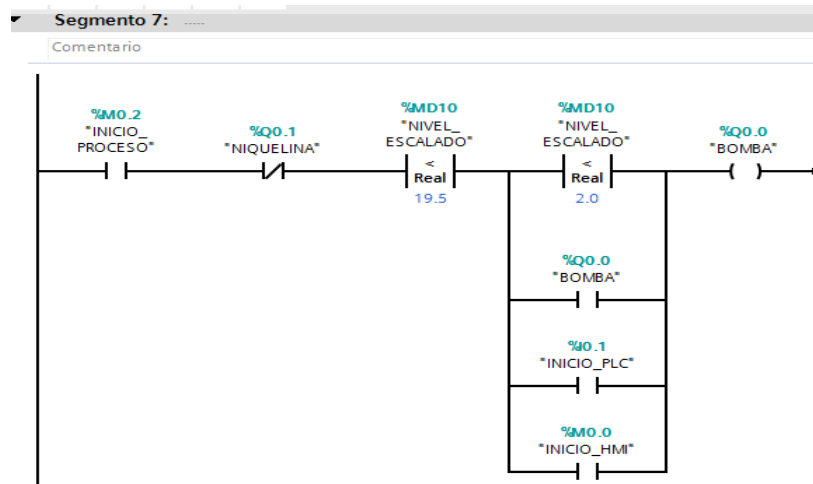 Segmento 7: .....
Comentario
%M0.2
"INICIO_
PROCESO"
%Q0.1
"NIQUELINA"
%MD10
"NIVEL_
ESCALADO"
<
Real
19.5
%MD10
"NIVEL_
ESCALADO"
<
Real
2.0
%Q0.0
"BOMBA"
%Q0.0
"BOMBA"
%I0.1
"INICIO_PLC"
%M0.0
"INICIO_HMI"